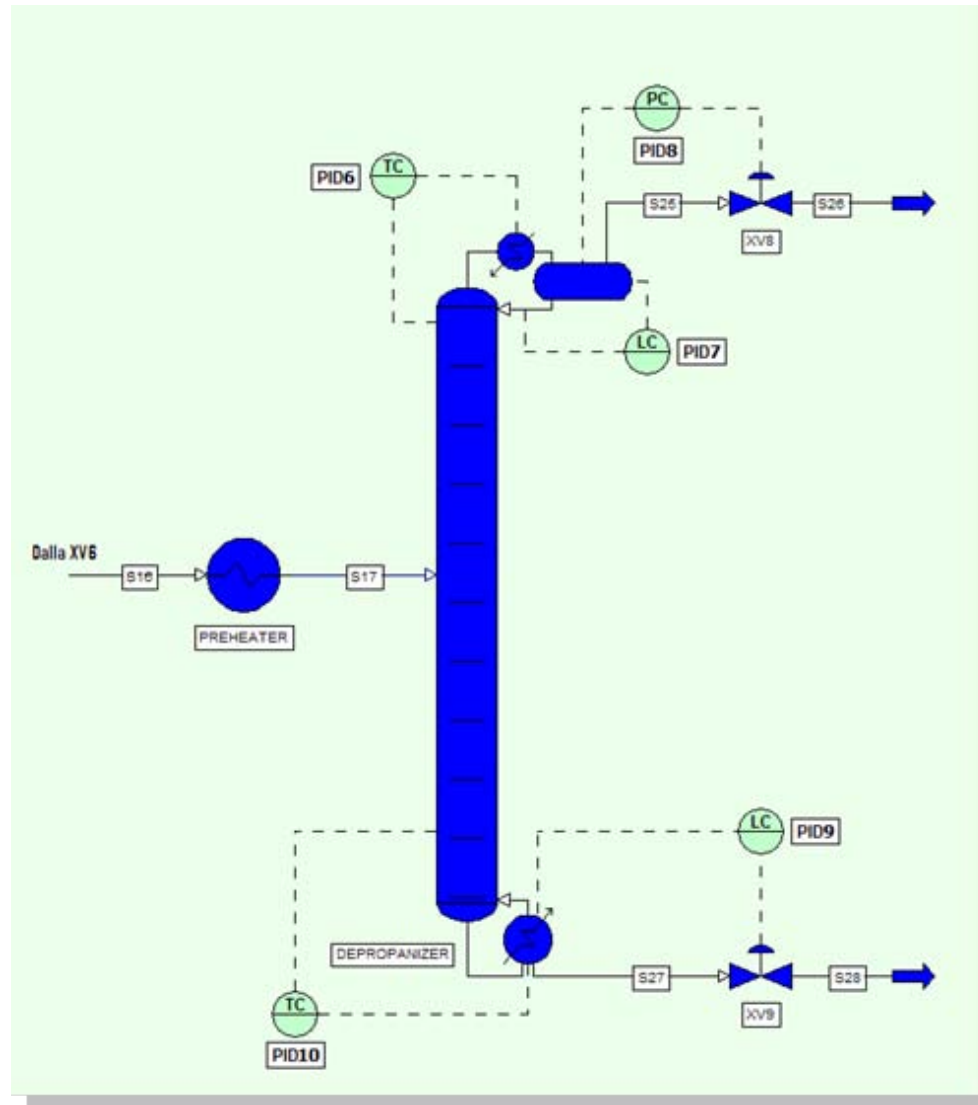 PC
PID8
TC
PID6
S25
S26
XV8
LC
PID7
Dalla XV6
S16
S17
PREHEATER
LC
PID9
DEPROPANIZER
S27
S28
XV9
TC
PID10